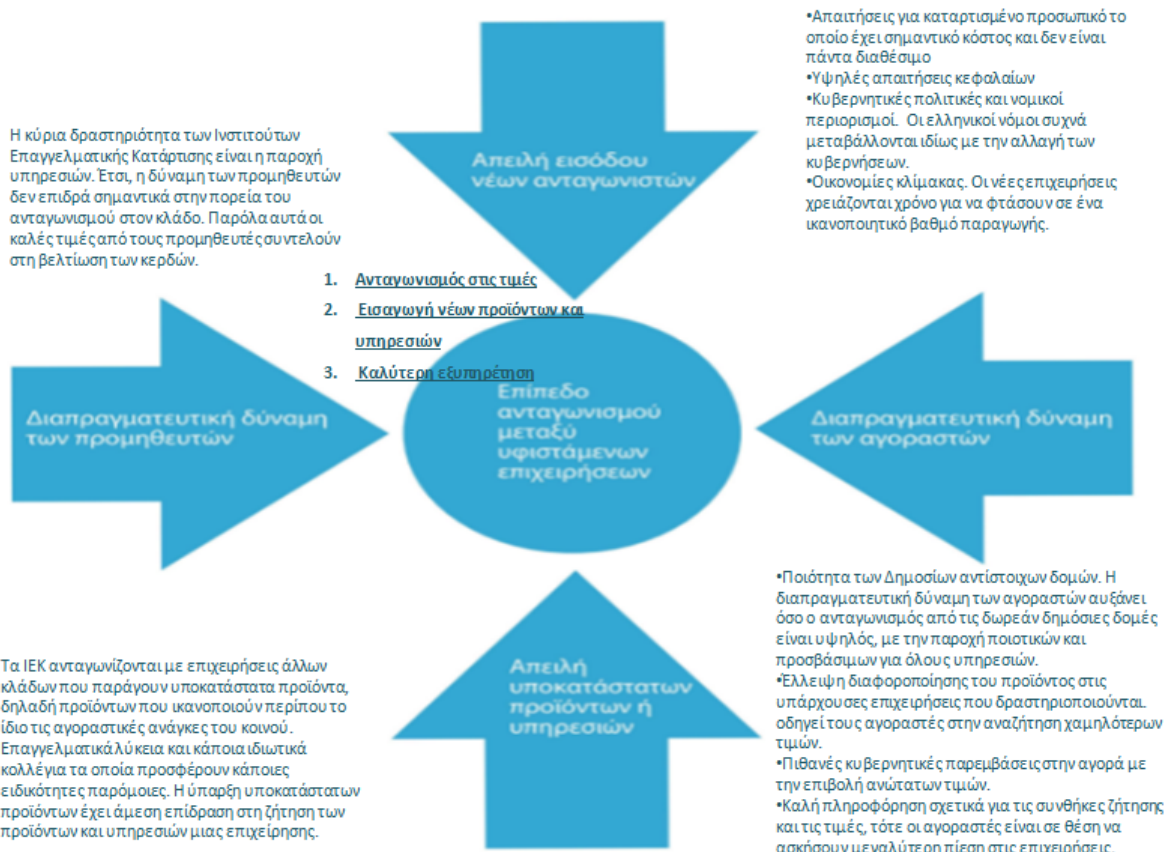 •Απαιτήσεις για καταρτισμένο προσωπικό το
οποίο έχει σημαντικό κόστος και δεν είναι
πάντα διαθέσιμο
•Υψηλές απαιτήσεις κεφαλαίων
•Κυβερνητικές πολιτικές και νομικοί
περιορισμοί. Οι ελληνικοί νόμοι συχνά
μεταβάλλονται ιδίως με την αλλαγή των
κυβερνήσεων.
•Οικονομίες κλίμακας. Οι νέες επιχειρήσεις
χρειάζονται χρόνο για να φτάσουν σε ένα
ικανοποιητικό βαθμό παραγωγής.
Η κύρια δραστηριότητα των Ινστιτούτων
Επαγγελματικής Κατάρτισης είναι η παροχή
υπηρεσιών. Έτσι, η δύναμη των προμηθευτών
δεν επιδρά σημαντικά στην πορεία του
ανταγωνισμού στον κλάδο. Παρόλα αυτά οι
καλές τιμές από τους προμηθευτές συντελούν
στη βελτίωση των κερδών.
Απειλή εισόδου
νέων ανταγωνιστών
1. Ανταγωνισμός στις τιμές
2. Εισαγωγή νέων προϊόντων και
υπηρεσιών
3. Καλύτερη εξυπηρέτηση
Διαπραγματευτική δύναμη
των προμηθευτών
Επίπεδο
ανταγωνισμού
μεταξύ
υφιστάμενων
επιχειρήσεων
Διαπραγματευτική δύναμη
των αγοραστών
Τα ΙΕΚ ανταγωνίζονται με επιχειρήσεις άλλων
κλάδων που παράγουν υποκατάστατα προϊόντα,
δηλαδή προϊόντων που ικανοποιούν περίπου το
ίδιο τις αγοραστικές ανάγκες του κοινού.
Επαγγελματικά λύκεια και κάποια ιδιωτικά
κολλέγια τα οποία προσφέρουν κάποιες
ειδικότητες παρόμοιες. Η ύπαρξη υποκατάστατων
προϊόντων έχει άμεση επίδραση στη ζήτηση των
προϊόντων και υπηρεσιών μιας επιχείρησης.
Απειλή
υποκατάστατων
προϊόντων ή
υπηρεσιών
•Ποιότητα των Δημοσίων αντίστοιχων δομών. Η
διαπραγματευτική δύναμη των αγοραστών αυξάνει
όσο ο ανταγωνισμός από τις δωρεάν δημόσιες δομές
είναι υψηλός, με την παροχή ποιοτικών και
προσβάσιμων για όλους υπηρεσιών.
•Έλλειψη διαφοροποίησης του προϊόντος στις
υπάρχουσες επιχειρήσεις που δραστηριοποιούνται.
οδηγεί τους αγοραστές στην αναζήτηση χαμηλότερων
τιμών.
•Πιθανές κυβερνητικές παρεμβάσεις στην αγορά με
την επιβολή ανώτατων τιμών.
•Καλή πληροφόρηση σχετικά για τις συνθήκες ζήτησης
και τις τιμές, τότε οι αγοραστές είναι σε θέση να
ασκήσουν μεγαλύτερη πίεση στις επιχειρήσεις.